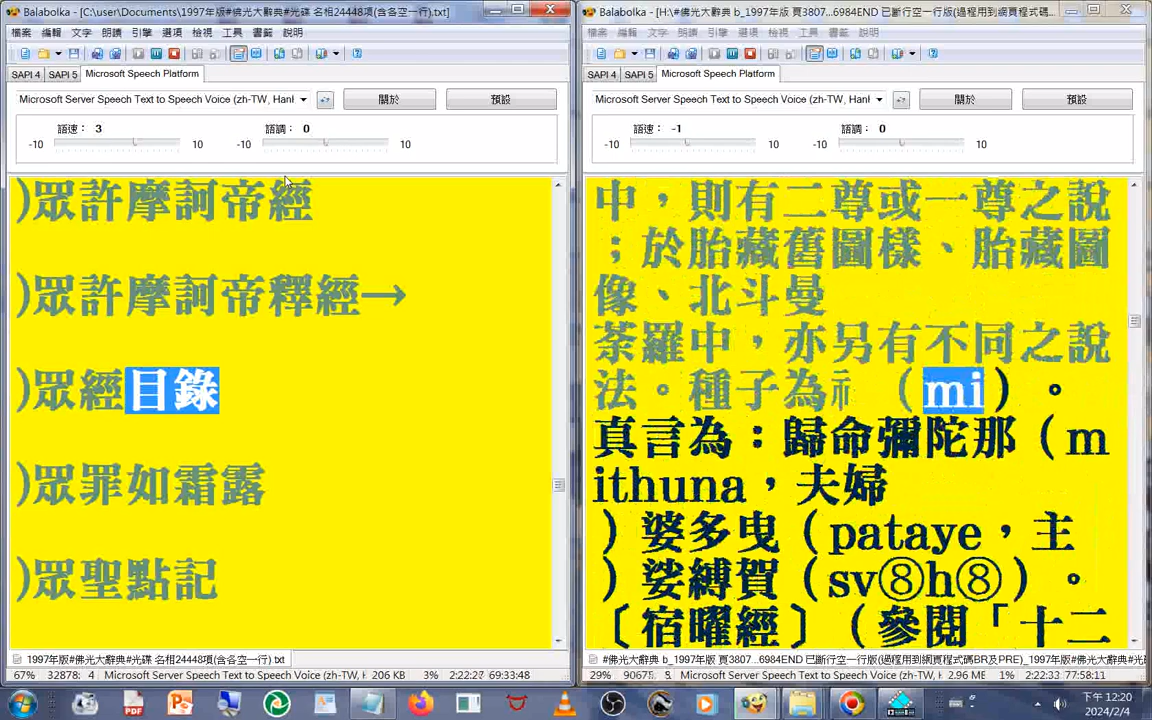 Balabolka - [C:\user\Documents\1997年版#佛光大辭典#光碟 名相24448項(含各空一行).txt]
檔案 編輯 文字 朗讀 引擎 選項 檢視 工具 書籤 說明
SAPI 4 SAPI 5 Microsoft Speech Platform
Microsoft Server Speech Text to Speech Voice (zh-TW, Hanl
關於 預設
語速： 3 語調： 0
-10 10 -10 10
)眾許摩訶帝經
)眾許摩訶帝釋經→
)眾經目錄
)眾罪如霜露
)眾聖點記
1997年版#佛光大辭典#光碟 名相24448項(含各空一行).txt
67% 32878: 4 Microsoft Server Speech Text to Speech Voice (zh-TW, H 206 KB 3% 2:22:27 69:33:48
Balabolka - [H:\#佛光大辭典 b_1997年版 頁3807...6984END 已斷行空一行版(過程用到網頁程式碼...
檔案 編輯 文字 朗讀 引擎 選項 檢視 工具 書籤 說明
SAPI 4 SAPI 5 Microsoft Speech Platform
Microsoft Server Speech Text to Speech Voice (zh-TW, Hanl
關於 預設
語速： -1 語調： 0
-10 10 -10 10
中，則有二尊或一尊之說
；於胎藏舊圖樣、胎藏圖
像、北斗曼
荼羅中，亦另有不同之說
法。種子為礻 （mi）。
真言為：歸命彌陀那（m
ithuna，夫婦
）婆多曳（pataye，主
）娑縛賀（sv⑧h⑧）。
〔宿曜經〕（參閱「十二
#佛光大辭典 b_1997年版 頁3807...6984END 已斷行空一行版(過程用到網頁程式碼BR及PRE)_1997年版#光
29% 90675: Microsoft Server Speech Text to Speech Voice (zh-TW, H 2.96 MB 1% 2:22:33 77:58:11
下午 12:20
2024/2/4